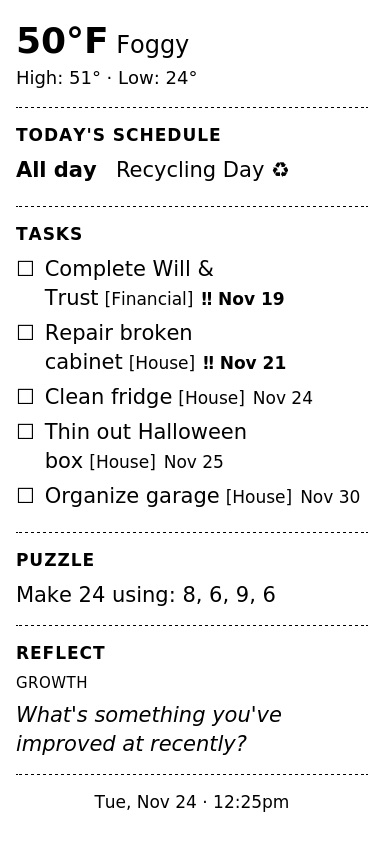 50°F Foggy
High: 51° · Low: 24°
TODAY'S SCHEDULE
All day Recycling Day ♻
TASKS
☐ Complete Will &
Trust [Financial] ‼ Nov 19
☐ Repair broken
cabinet [House] ‼ Nov 21
☐ Clean fridge [House] Nov 24
☐ Thin out Halloween
box [House] Nov 25
☐ Organize garage [House] Nov 30
PUZZLE
Make 24 using: 8, 6, 9, 6
REFLECT
GROWTH
What's something you've
improved at recently?
Tue, Nov 24 · 12:25pm